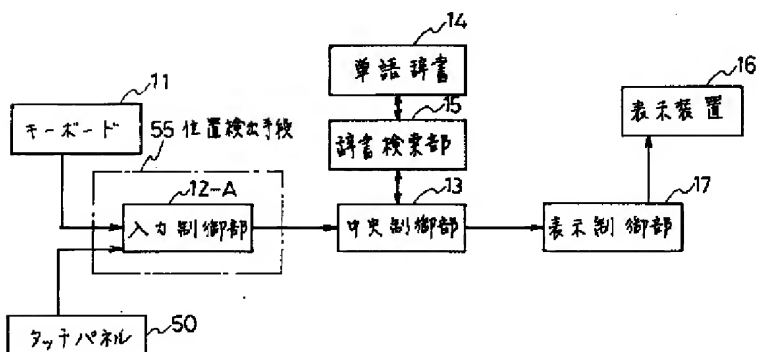 14
単語辞書
11
キーボード
55 位置検出手段
15
辞書検索部
16
表示装置
12-A
入力制御部
13
中央制御部
17
表示制御部
タッチパネル
50